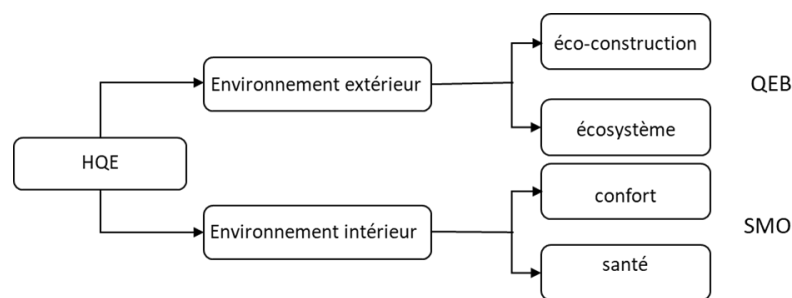 éco-construction
Environnement extérieur
QEB
écosystème
HQE
confort
Environnement intérieur
SMO
santé